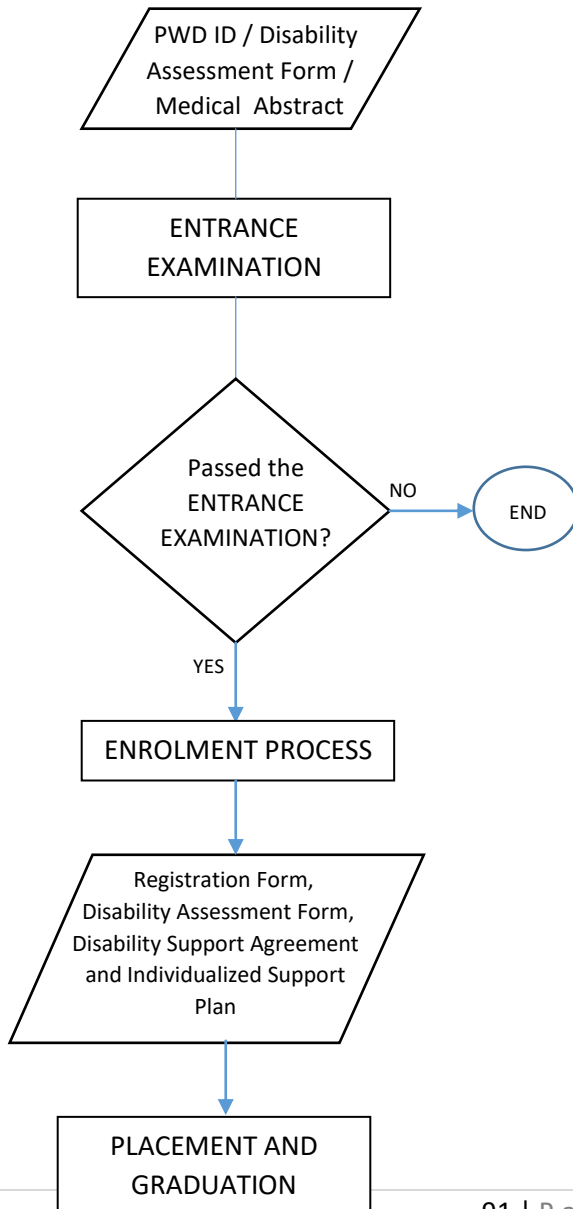 PWD ID / Disability
Assessment Form /
Medical Abstract
ENTRANCE
EXAMINATION
Passed the
ENTRANCE
EXAMINATION?
NO
END
YES
ENROLMENT PROCESS
Registration Form,
Disability Assessment Form,
Disability Support Agreement
and Individualized Support
Plan
PLACEMENT AND
GRADUATION